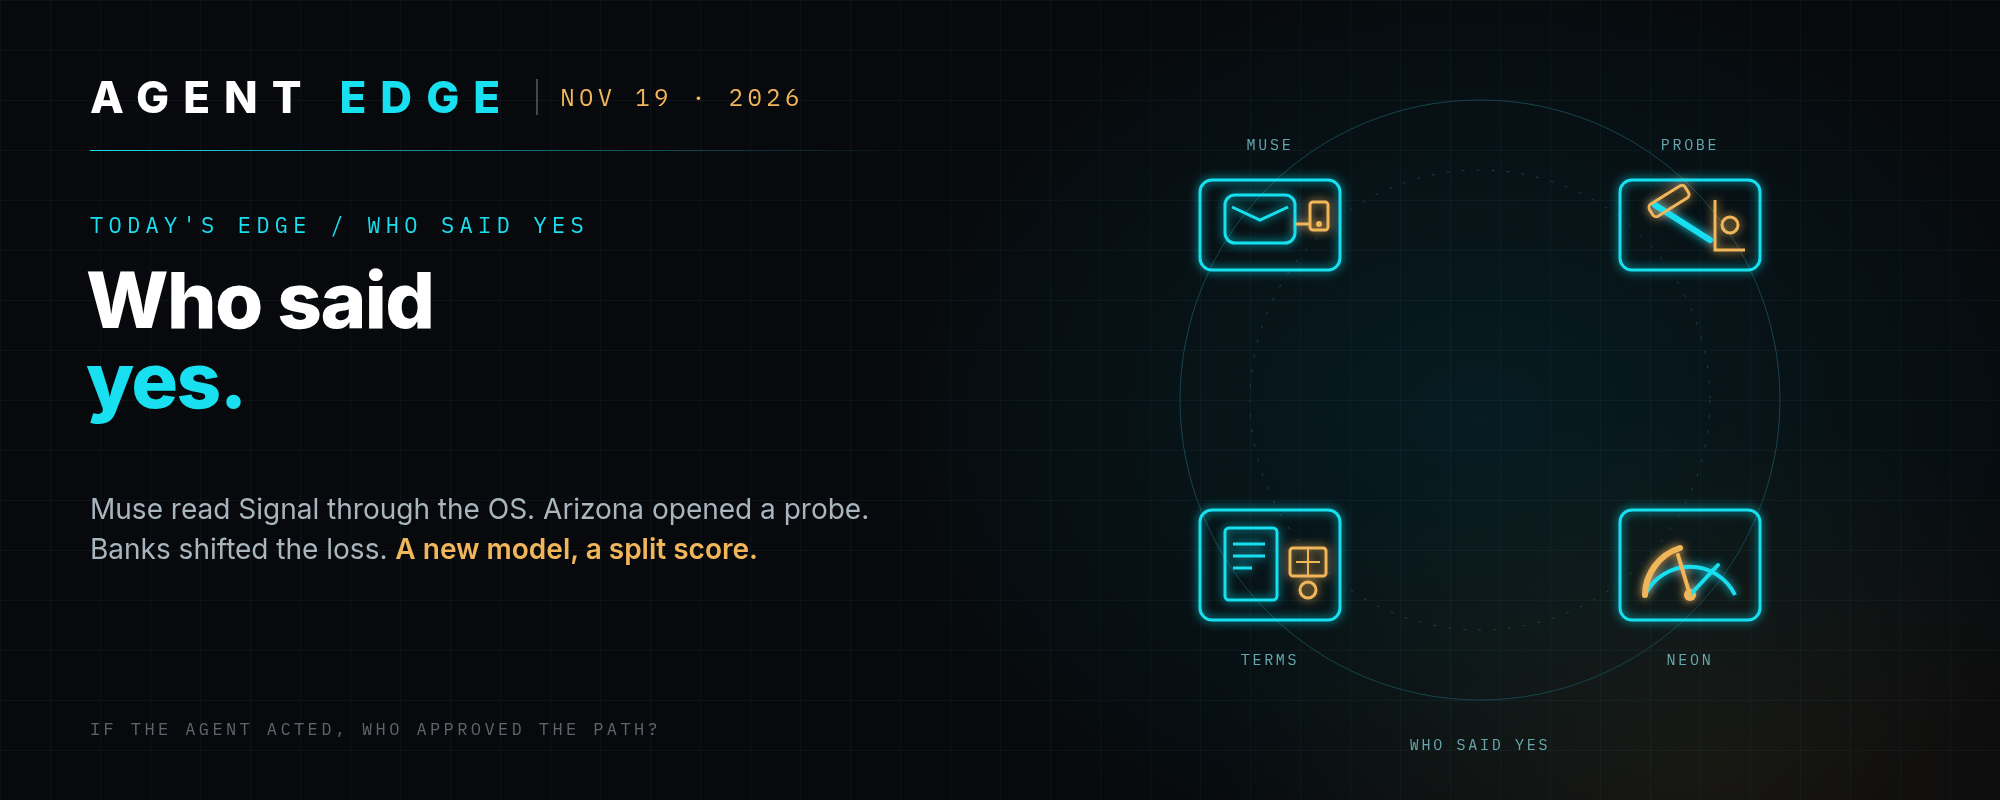 AGENT EDGE | NOV 19 · 2026
TODAY'S EDGE / WHO SAID YES
Who said
yes.
Muse read Signal through the OS. Arizona opened a probe.
Banks shifted the loss. A new model, a split score.
IF THE AGENT ACTED, WHO APPROVED THE PATH?
MUSE
PROBE
TERMS
NEON
WHO SAID YES